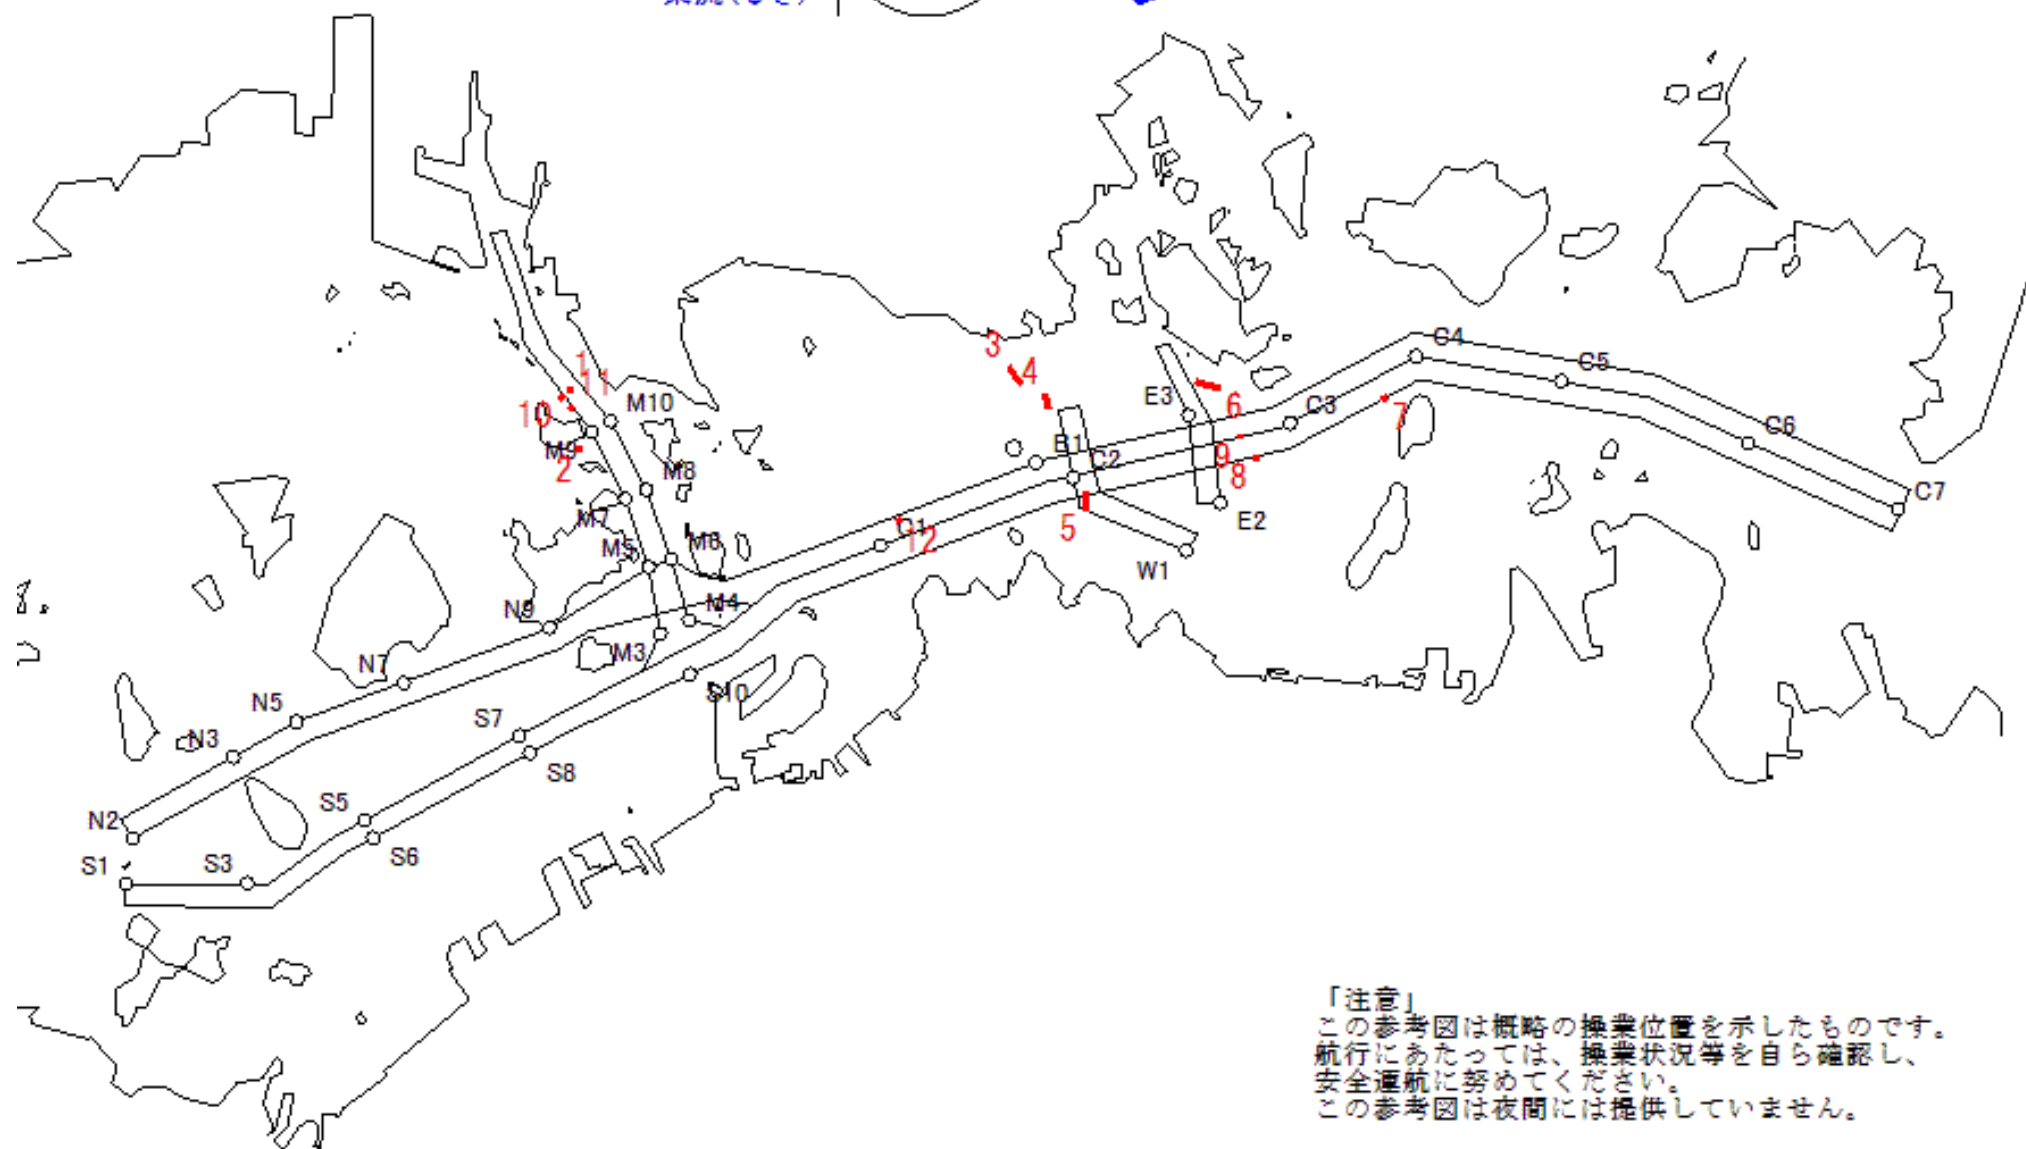 C4
C5
C6
C7
3
4
1
11
10
M10
E3
6
C3
7
M9
2
M8
B1
C2
9
8
M7
C1
12
5
E2
M5
M6
W1
N9
M4
N7
M3
S10
N5
S7
N3
S8
S5
N2
S6
S1
S3
「注意」
この参考図は概略の操業位置を示したものです。
航行にあたっては、操業状況等を自ら確認し、
安全運航に努めてください。
この参考図は夜間には提供していません。